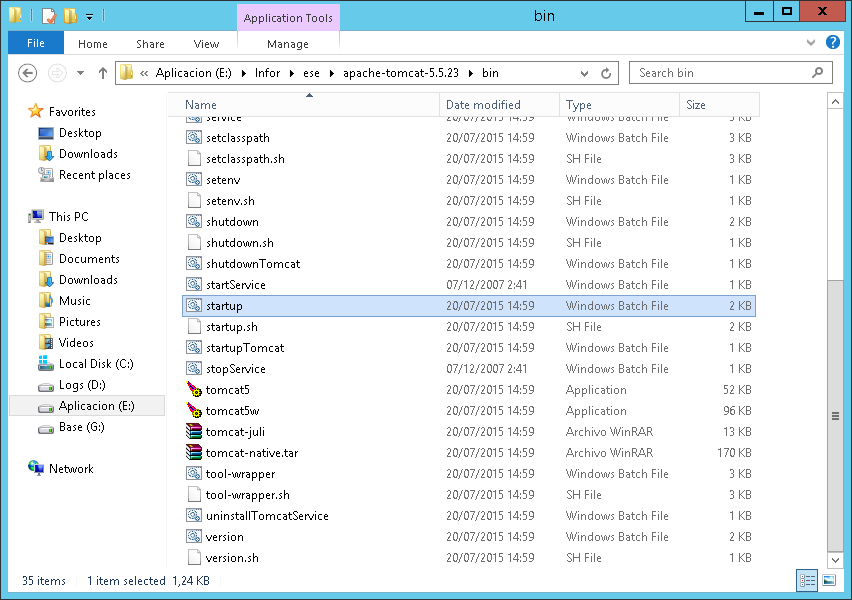 Application Tools
bin
File Home Share View Manage
« Aplicacion (E:) Infor ese apache-tomcat-5.5.23 bin
Search bin
Name Date modified Type Size
service 20/07/2015 14:59 Windows Batch File 3 KB
setclasspath 20/07/2015 14:59 Windows Batch File 3 KB
setclasspath.sh 20/07/2015 14:59 SH File 3 KB
setenv 20/07/2015 14:59 Windows Batch File 1 KB
setenv.sh 20/07/2015 14:59 SH File 1 KB
shutdown 20/07/2015 14:59 Windows Batch File 2 KB
shutdown.sh 20/07/2015 14:59 SH File 1 KB
shutdownTomcat 20/07/2015 14:59 Windows Batch File 1 KB
startService 07/12/2007 2:41 Windows Batch File 1 KB
startup 20/07/2015 14:59 Windows Batch File 2 KB
startup.sh 20/07/2015 14:59 SH File 2 KB
startupTomcat 20/07/2015 14:59 Windows Batch File 1 KB
stopService 07/12/2007 2:41 Windows Batch File 1 KB
tomcat5 20/07/2015 14:59 Application 52 KB
tomcat5w 20/07/2015 14:59 Application 96 KB
tomcat-juli 20/07/2015 14:59 Archivo WinRAR 13 KB
tomcat-native.tar 20/07/2015 14:59 Archivo WinRAR 170 KB
tool-wrapper 20/07/2015 14:59 Windows Batch File 3 KB
tool-wrapper.sh 20/07/2015 14:59 SH File 3 KB
uninstallTomcatService 20/07/2015 14:59 Windows Batch File 1 KB
version 20/07/2015 14:59 Windows Batch File 2 KB
version.sh 20/07/2015 14:59 SH File 1 KB
Favorites
Desktop
Downloads
Recent places
This PC
Desktop
Documents
Downloads
Music
Pictures
Videos
Local Disk (C:)
Logs (D:)
Aplicacion (E:)
Base (G:)
Network
35 items 1 item selected 1,24 KB